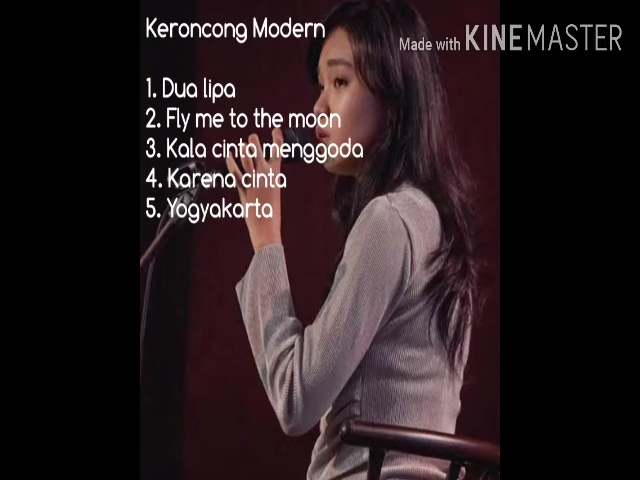 Keroncong Modern
Made with KINEMASTER
1. Dua lipa
2. Fly me to the moon
3. Kala cinta menggoda
4. Karena cinta
5. Yogyakarta